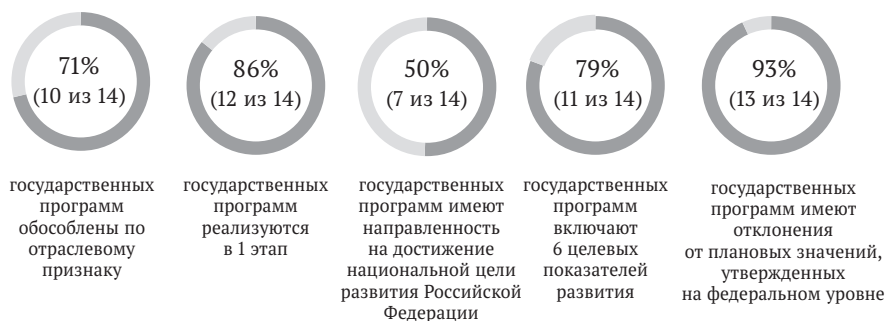 71%
(10 из 14)
государственных
программ
обособлены по
отраслевому
признаку
86%
(12 из 14)
государственных
программ
реализуются
в 1 этап
50%
(7 из 14)
государственных
программ имеют
направленность
на достижение
национальной цели
развития Российской
Федерации
79%
(11 из 14)
государственных
программ
включают
6 целевых
показателей
развития
93%
(13 из 14)
государственных
программ имеют
отклонения
от плановых значений,
утвержденных
на федеральном уровне